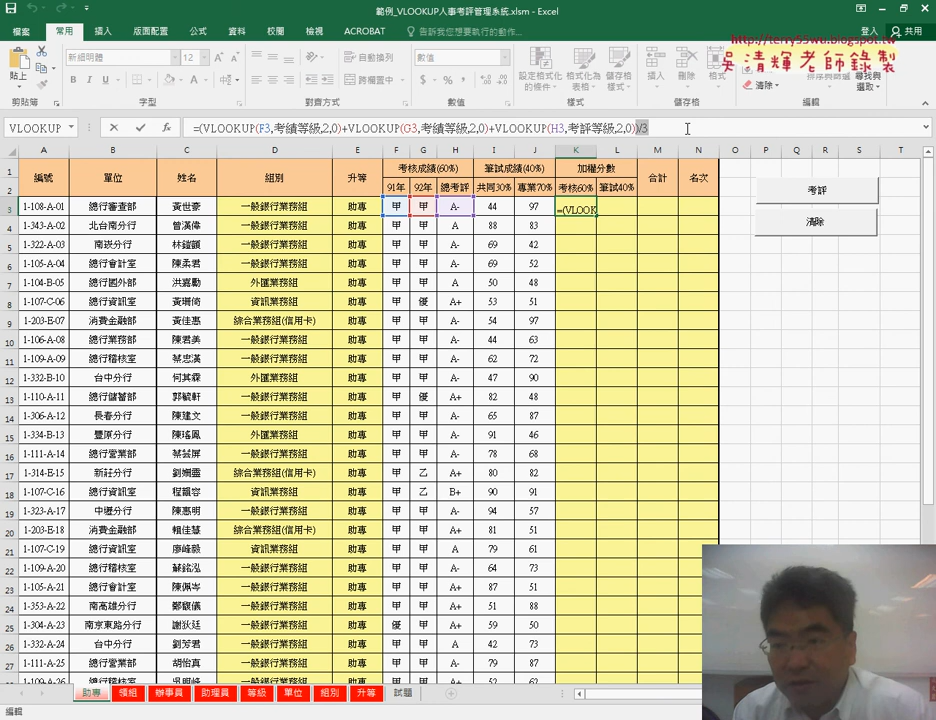 範例_VLOOKUP人事考評管理系統.xlsm - Excel
檔案 常用 插入 版面配置 公式 資料 校閱 檢視 ACROBAT 告訴我您想要執行的動作... 登入 共用
http://terry55wu.blogspot.tw
吳清輝老師錄製
新細明體 12 自動換列 數值
貼上 跨欄置中 設定格式化的條件 格式化為表格 儲存格樣式 插入 刪除 格式 清除 尋找與選取
剪貼簿 字型 對齊方式 數值 樣式 儲存格 編輯
VLOOKUP =(VLOOKUP(F3,考績等級,2,0)+VLOOKUP(G3,考績等級,2,0)+VLOOKUP(H3,考評等級,2,0))/3
A B C D E F G H I J K L M N O P Q R S T
1 編號 單位 姓名 組別 升等 考核成績(60%) 筆試成績(40%) 加權分數 合計 名次
2 91年 92年 總考評 共同30% 專業70% 考核60% 筆試40%
考評
清除
3 1-108-A-01 總行審查部 黃世豪 一般銀行業務組 助專 甲 甲 A- 44 97 =(VLOOK
4 1-343-A-02 北台南分行 曾漢偉 一般銀行業務組 助專 甲 甲 A 88 83
5 1-322-A-03 南崁分行 林鎧顗 一般銀行業務組 助專 甲 甲 A- 69 42
6 1-105-A-04 總行會計室 陳柔君 一般銀行業務組 助專 甲 甲 A- 69 52
7 1-104-B-05 總行國外部 洪嘉勵 外匯業務組 助專 甲 甲 A 50 48
8 1-107-C-06 總行資訊室 黃珊倚 資訊業務組 助專 甲 優 A+ 53 51
9 1-203-E-07 消費金融部 黃佳惠 綜合業務組(信用卡) 助專 甲 甲 A- 54 97
10 1-106-A-08 總行業務部 陳君美 一般銀行業務組 助專 甲 甲 A- 44 63
11 1-109-A-09 總行稽核室 蔡忠漢 一般銀行業務組 助專 甲 甲 A- 62 72
12 1-332-B-10 台中分行 何其霖 外匯業務組 助專 甲 甲 A- 47 90
13 1-110-A-11 總行儲蓄部 郭毓軒 一般銀行業務組 助專 甲 優 A+ 82 48
14 1-306-A-12 長春分行 陳建文 一般銀行業務組 助專 甲 甲 A- 65 87
15 1-334-B-13 豐原分行 陳瑤鳳 外匯業務組 助專 甲 甲 A- 91 46
16 1-111-A-14 總行營業部 蔡芸屏 一般銀行業務組 助專 甲 甲 A- 78 68
17 1-314-E-15 新莊分行 劉姍靈 綜合業務組(信用卡) 助專 甲 乙 A+ 80 82
18 1-107-C-16 總行資訊室 程韻容 資訊業務組 助專 甲 乙 B+ 90 91
19 1-323-A-17 中壢分行 陳惠明 一般銀行業務組 助專 甲 甲 A- 94 57
20 1-203-E-18 消費金融部 賴佳慧 綜合業務組(信用卡) 助專 甲 甲 A+ 81 51
21 1-107-C-19 總行資訊室 廖峰毅 資訊業務組 助專 甲 甲 A 79 61
22 1-109-A-20 總行稽核室 蘇銘泓 一般銀行業務組 助專 甲 甲 A- 64 73
23 1-105-A-21 總行會計室 陳佩岑 一般銀行業務組 助專 甲 甲 A+ 87 51
24 1-353-A-22 南高雄分行 鄭馥儀 一般銀行業務組 助專 甲 甲 A+ 51 88
25 1-304-A-23 南京東路分行 謝狄廷 一般銀行業務組 助專 優 甲 A+ 59 50
26 1-332-A-24 台中分行 劉芳君 一般銀行業務組 助專 甲 甲 A 42 73
27 1-111-A-25 總行營業部 胡怡真 一般銀行業務組 助專 甲 甲 A- 79 87
助專 領組 辦事員 助理員 等級 單位 組別 升等 試題
編輯